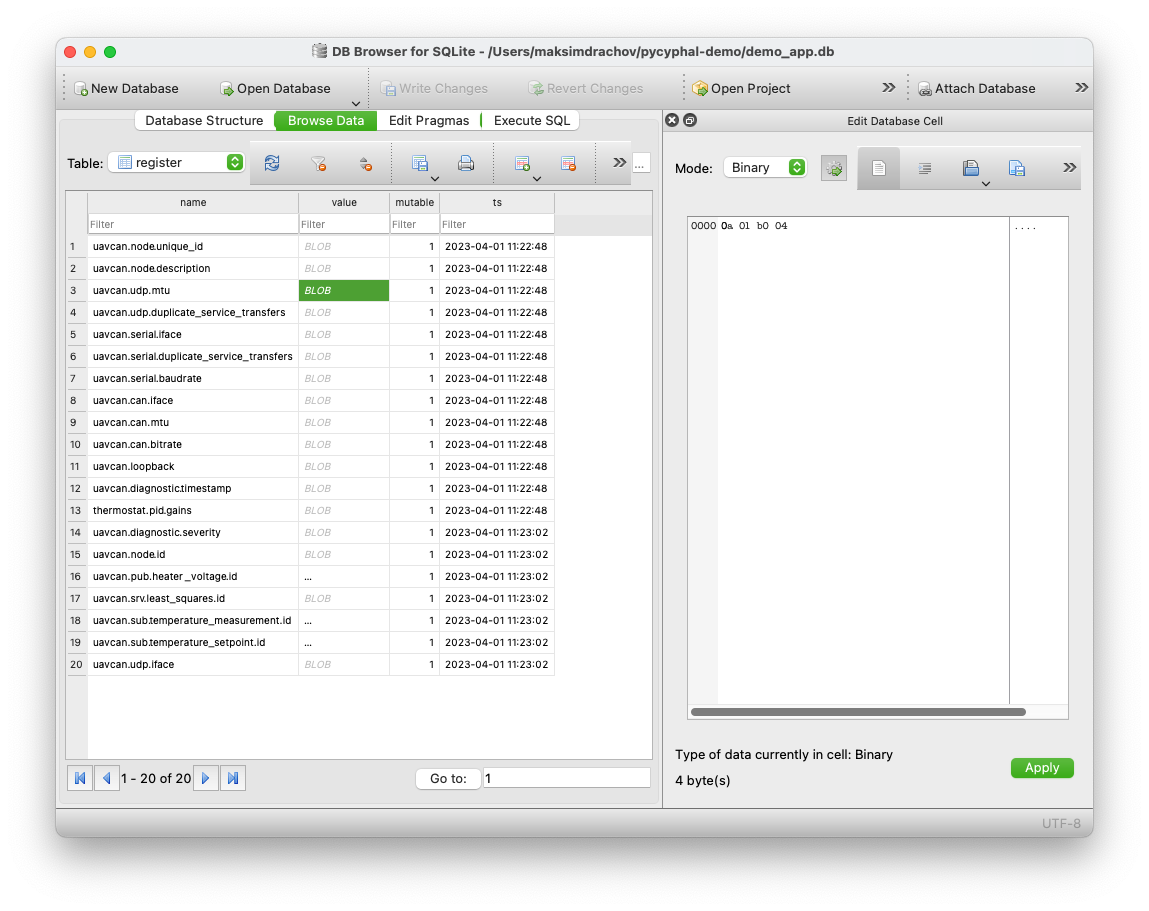 DB Browser for SQLite - /Users/maksimdrachov/pycyphal-demo/demo_app.db
New Database Open Database Write Changes Revert Changes Open Project Attach Database
Database Structure Browse Data Edit Pragmas Execute SQL
Edit Database Cell
Table: register ...
Mode: Binary
name value mutable ts
Filter Filter Filter Filter
1 uavcan.node.unique_id BLOB 1 2023-04-01 11:22:48
2 uavcan.node.description BLOB 1 2023-04-01 11:22:48
3 uavcan.udp.mtu BLOB 1 2023-04-01 11:22:48
4 uavcan.udp.duplicate_service_transfers BLOB 1 2023-04-01 11:22:48
5 uavcan.serial.iface BLOB 1 2023-04-01 11:22:48
6 uavcan.serial.duplicate_service_transfers BLOB 1 2023-04-01 11:22:48
7 uavcan.serial.baudrate BLOB 1 2023-04-01 11:22:48
8 uavcan.can.iface BLOB 1 2023-04-01 11:22:48
9 uavcan.can.mtu BLOB 1 2023-04-01 11:22:48
10 uavcan.can.bitrate BLOB 1 2023-04-01 11:22:48
11 uavcan.loopback BLOB 1 2023-04-01 11:22:48
12 uavcan.diagnostic.timestamp BLOB 1 2023-04-01 11:22:48
13 thermostat.pid.gains BLOB 1 2023-04-01 11:22:48
14 uavcan.diagnostic.severity BLOB 1 2023-04-01 11:23:02
15 uavcan.node.id BLOB 1 2023-04-01 11:23:02
16 uavcan.pub.heater_voltage.id ... 1 2023-04-01 11:23:02
17 uavcan.srv.least_squares.id BLOB 1 2023-04-01 11:23:02
18 uavcan.sub.temperature_measurement.id ... 1 2023-04-01 11:23:02
19 uavcan.sub.temperature_setpoint.id ... 1 2023-04-01 11:23:02
20 uavcan.udp.iface BLOB 1 2023-04-01 11:23:02
1 - 20 of 20 Go to: 1
0000 0a 01 b0 04 ....
Type of data currently in cell: Binary
4 byte(s)
Apply
UTF-8